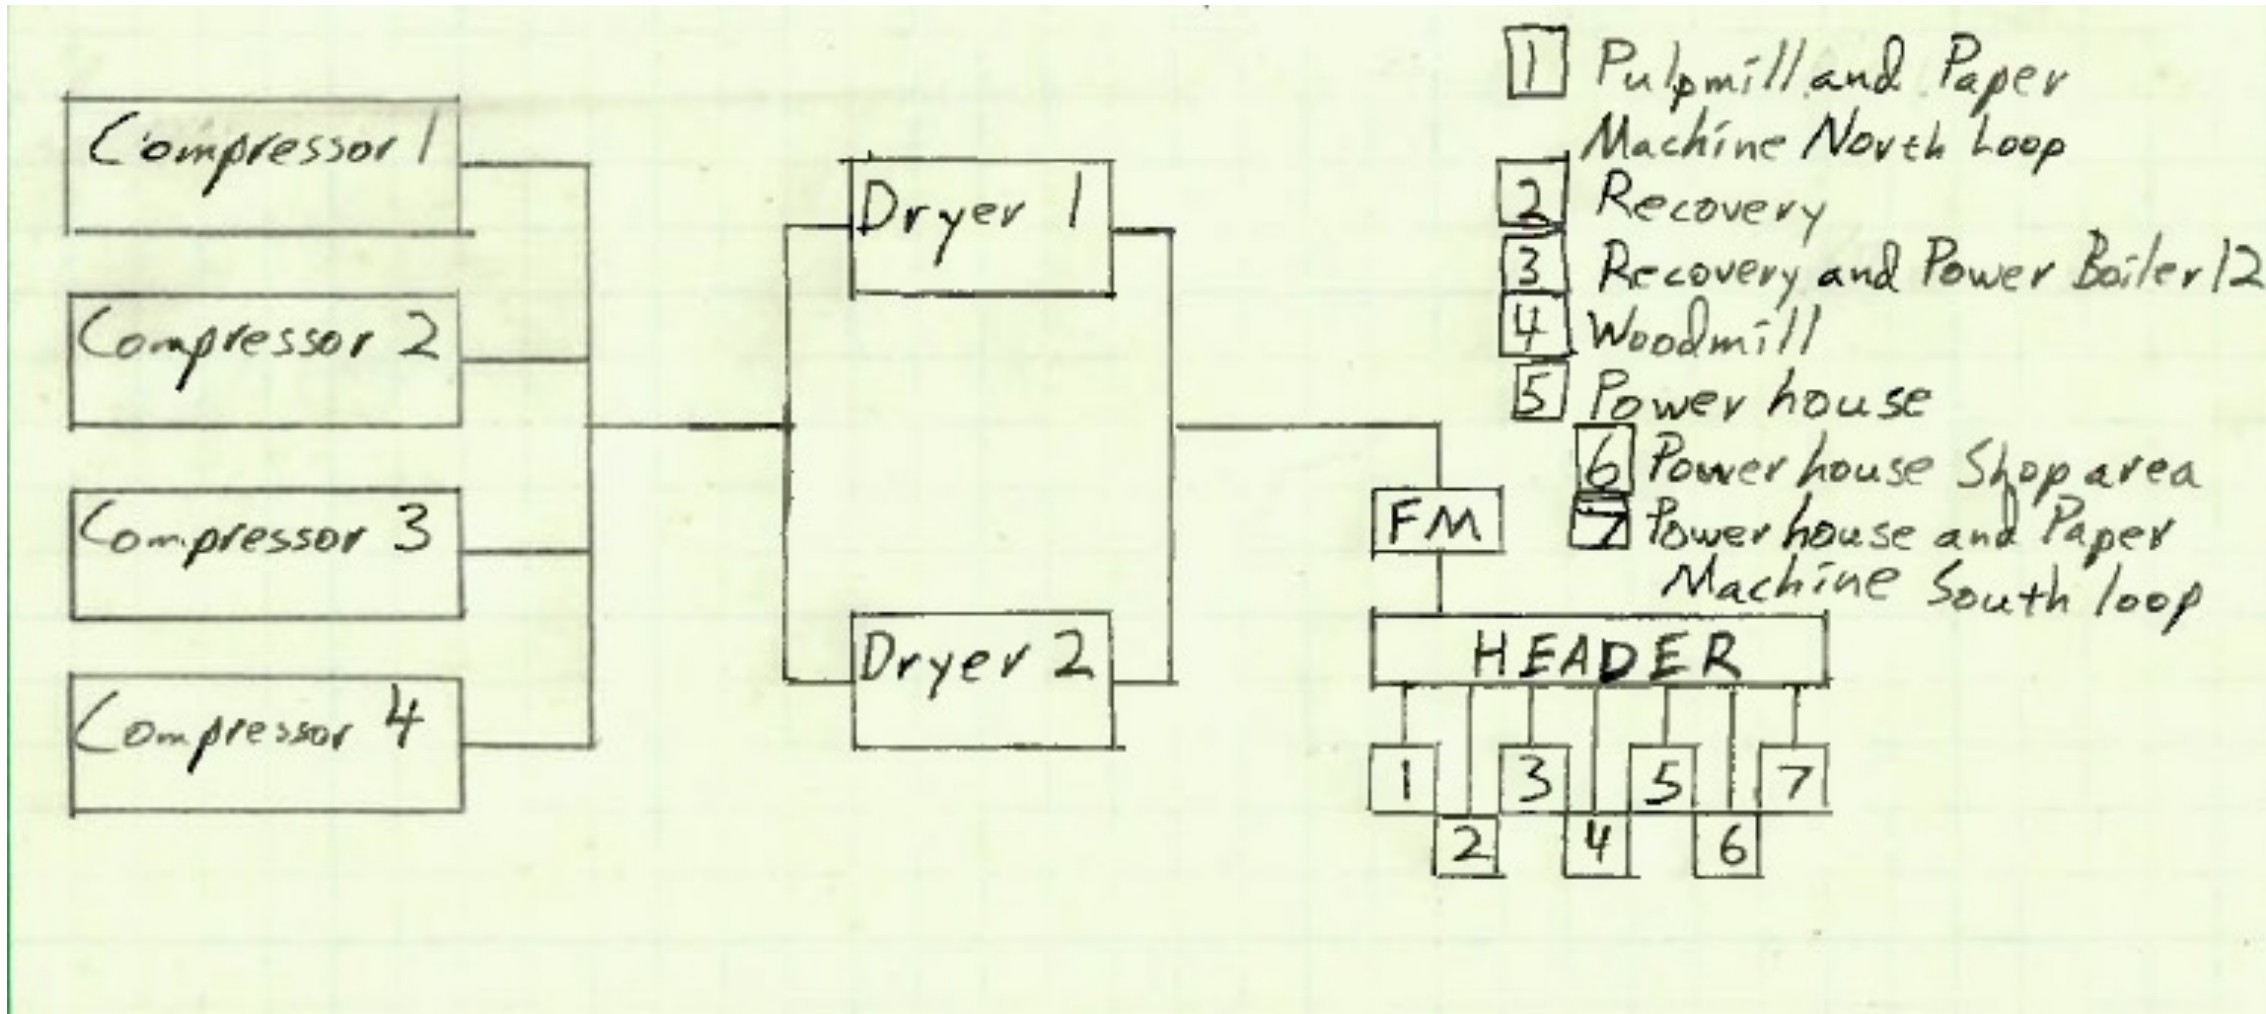 Compressor 1
Compressor 2
Compressor 3
Compressor 4
Dryer 1
Dryer 2
FM
HEADER
1 3 5 7
2 4 6
1 Pulpmill and Paper
Machine North Loop
2 Recovery
3 Recovery and Power Boiler 12
4 Woodmill
5 Power house
6 Power house Shop area
7 Power house and Paper
Machine South loop